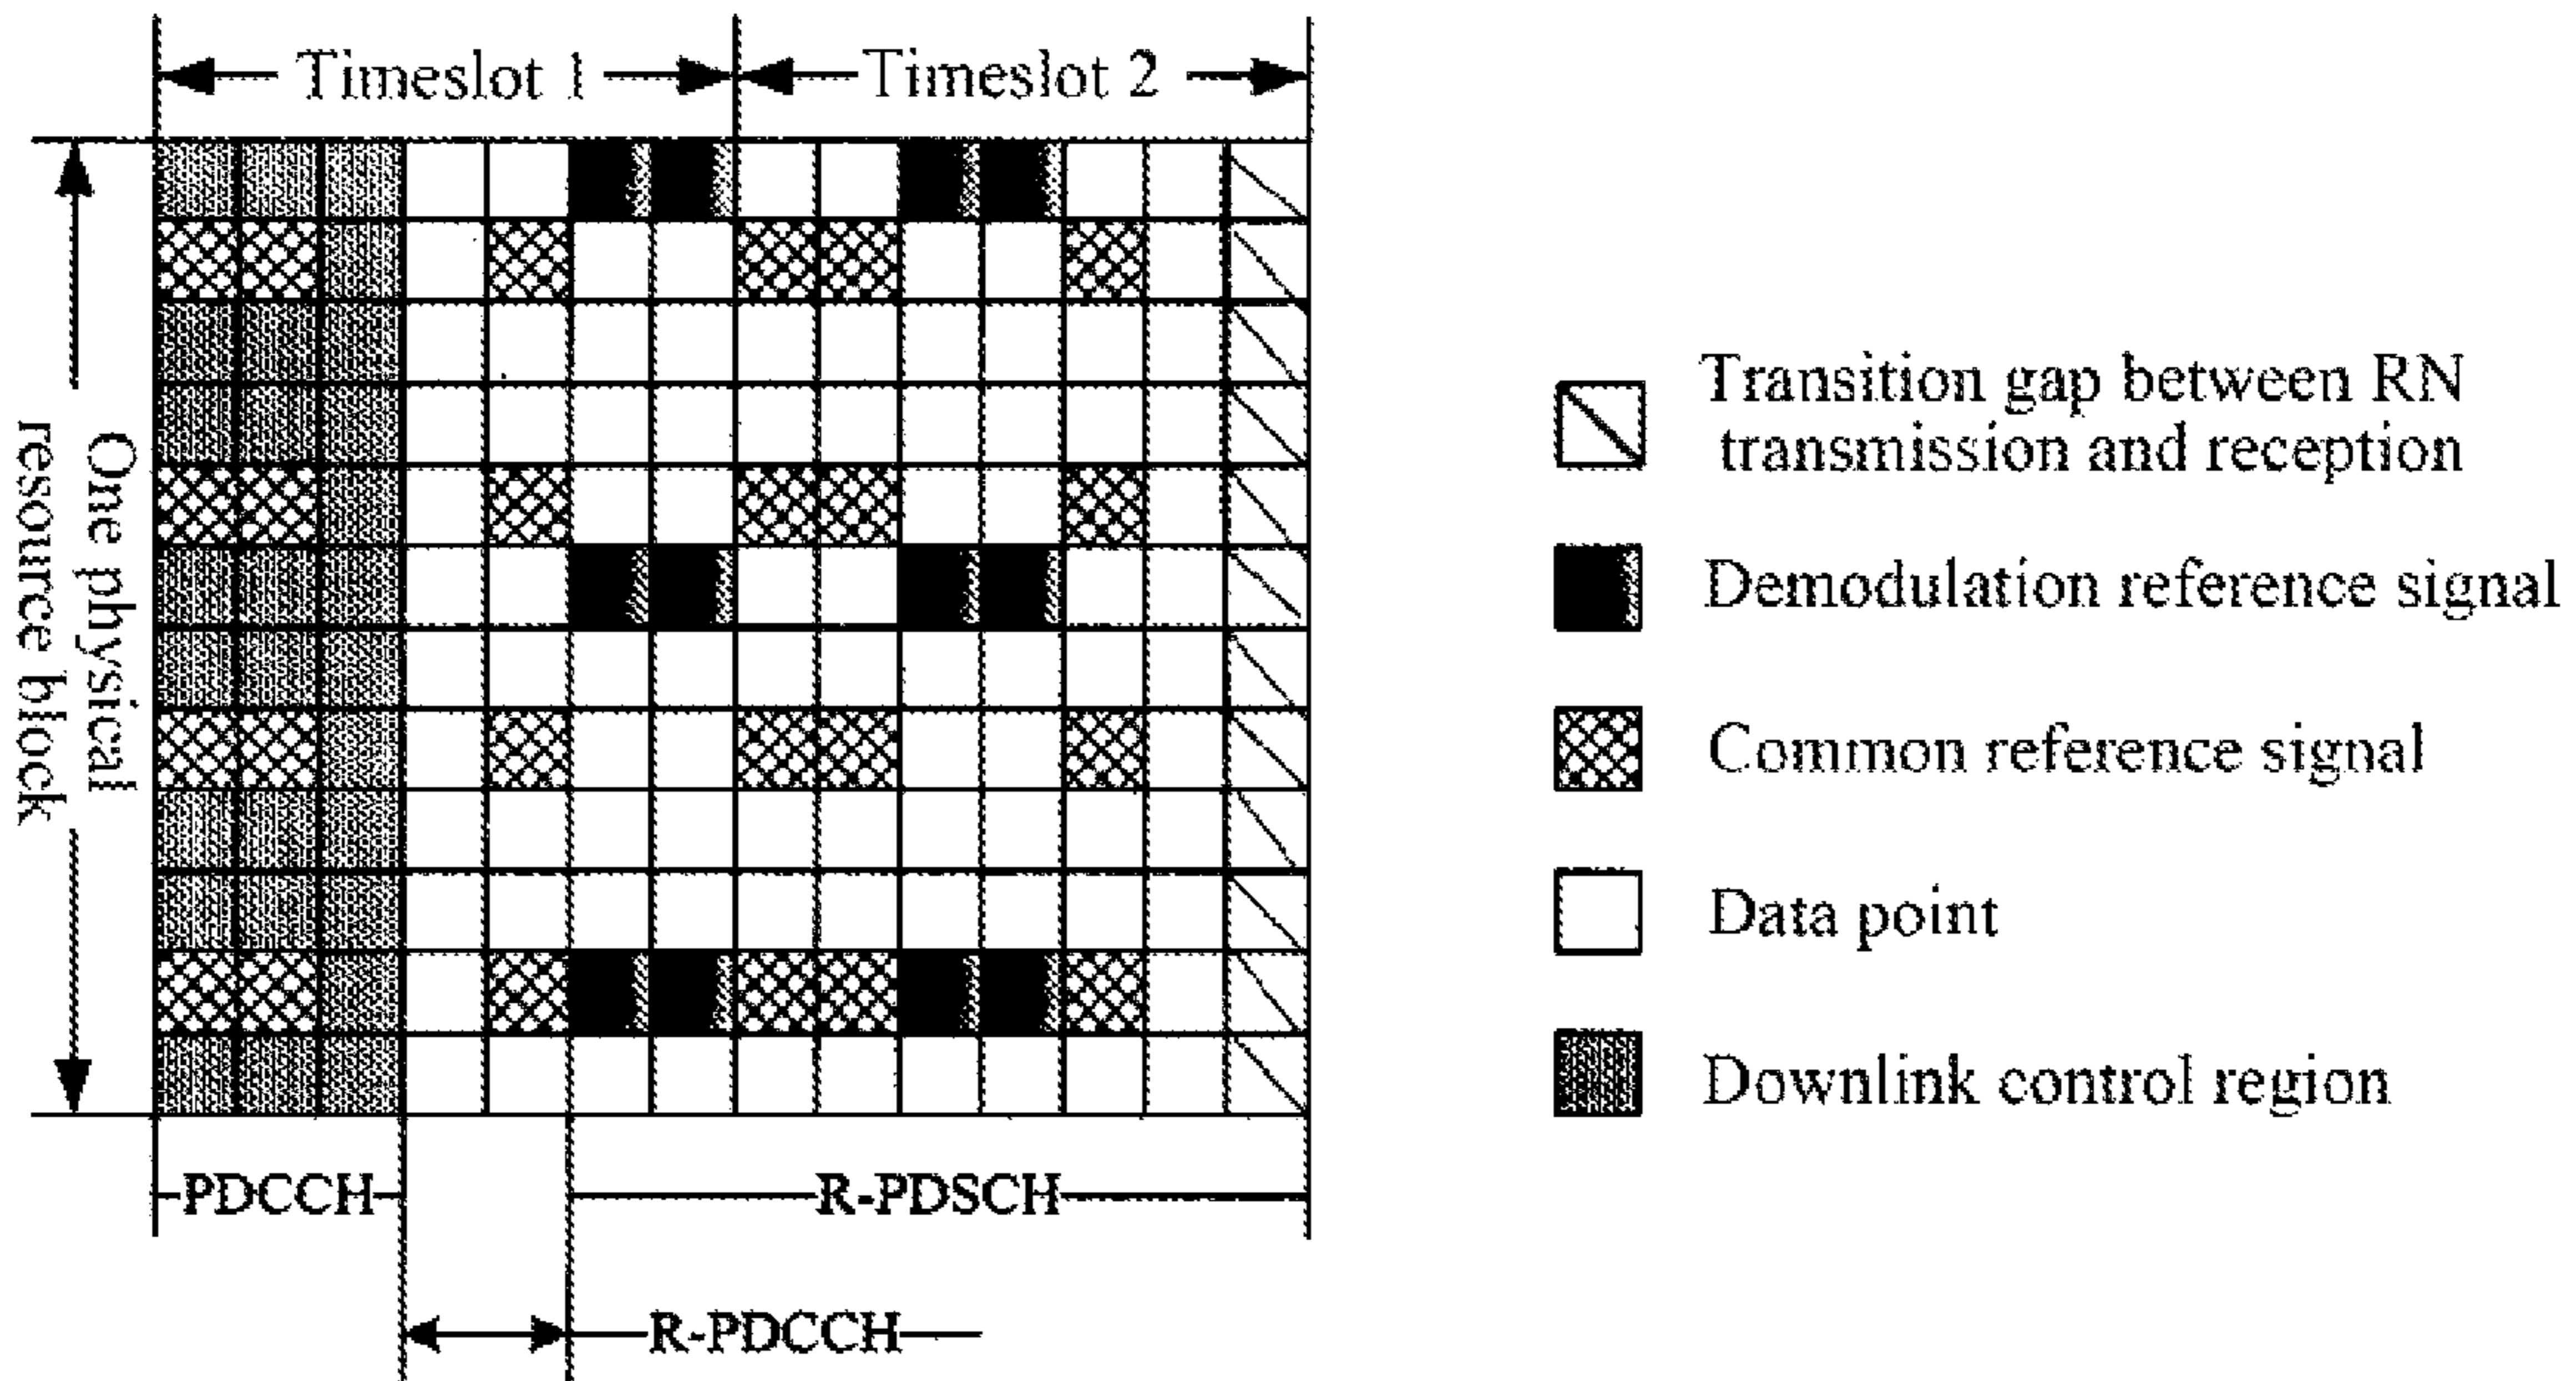 Timeslot 1
Timeslot 2
One physical
resource block
Transition gap between RN
transmission and reception
Demodulation reference signal
Common reference signal
Data point
Downlink control region
PDCCH
R-PDSCH
R-PDCCH